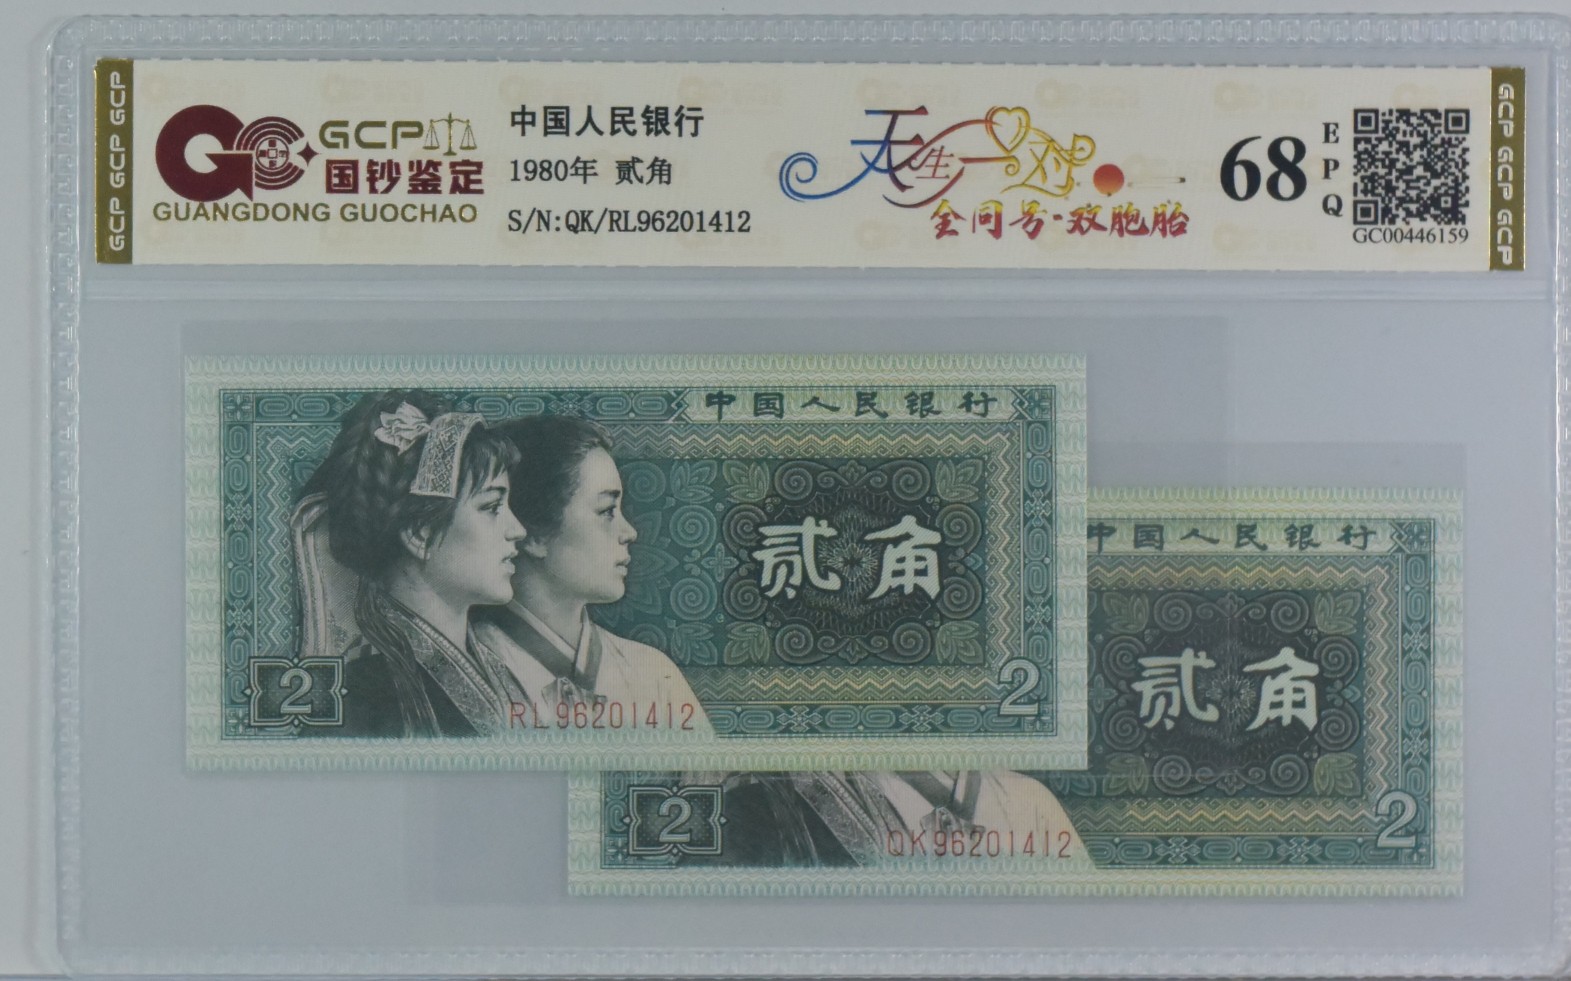 GCP GCP GCP
GCP
国钞鉴定
GUANGDONG GUOCHAO
中国人民银行
1980年 贰角
S/N:QK/RL96201412
天生一对
全同号·双胞胎
68
EPQ
GC00446159
GCP GCP GCP
中国人民银行
贰角
2
2
RL96201412
中国人民银行
贰角
2
2
QK96201412